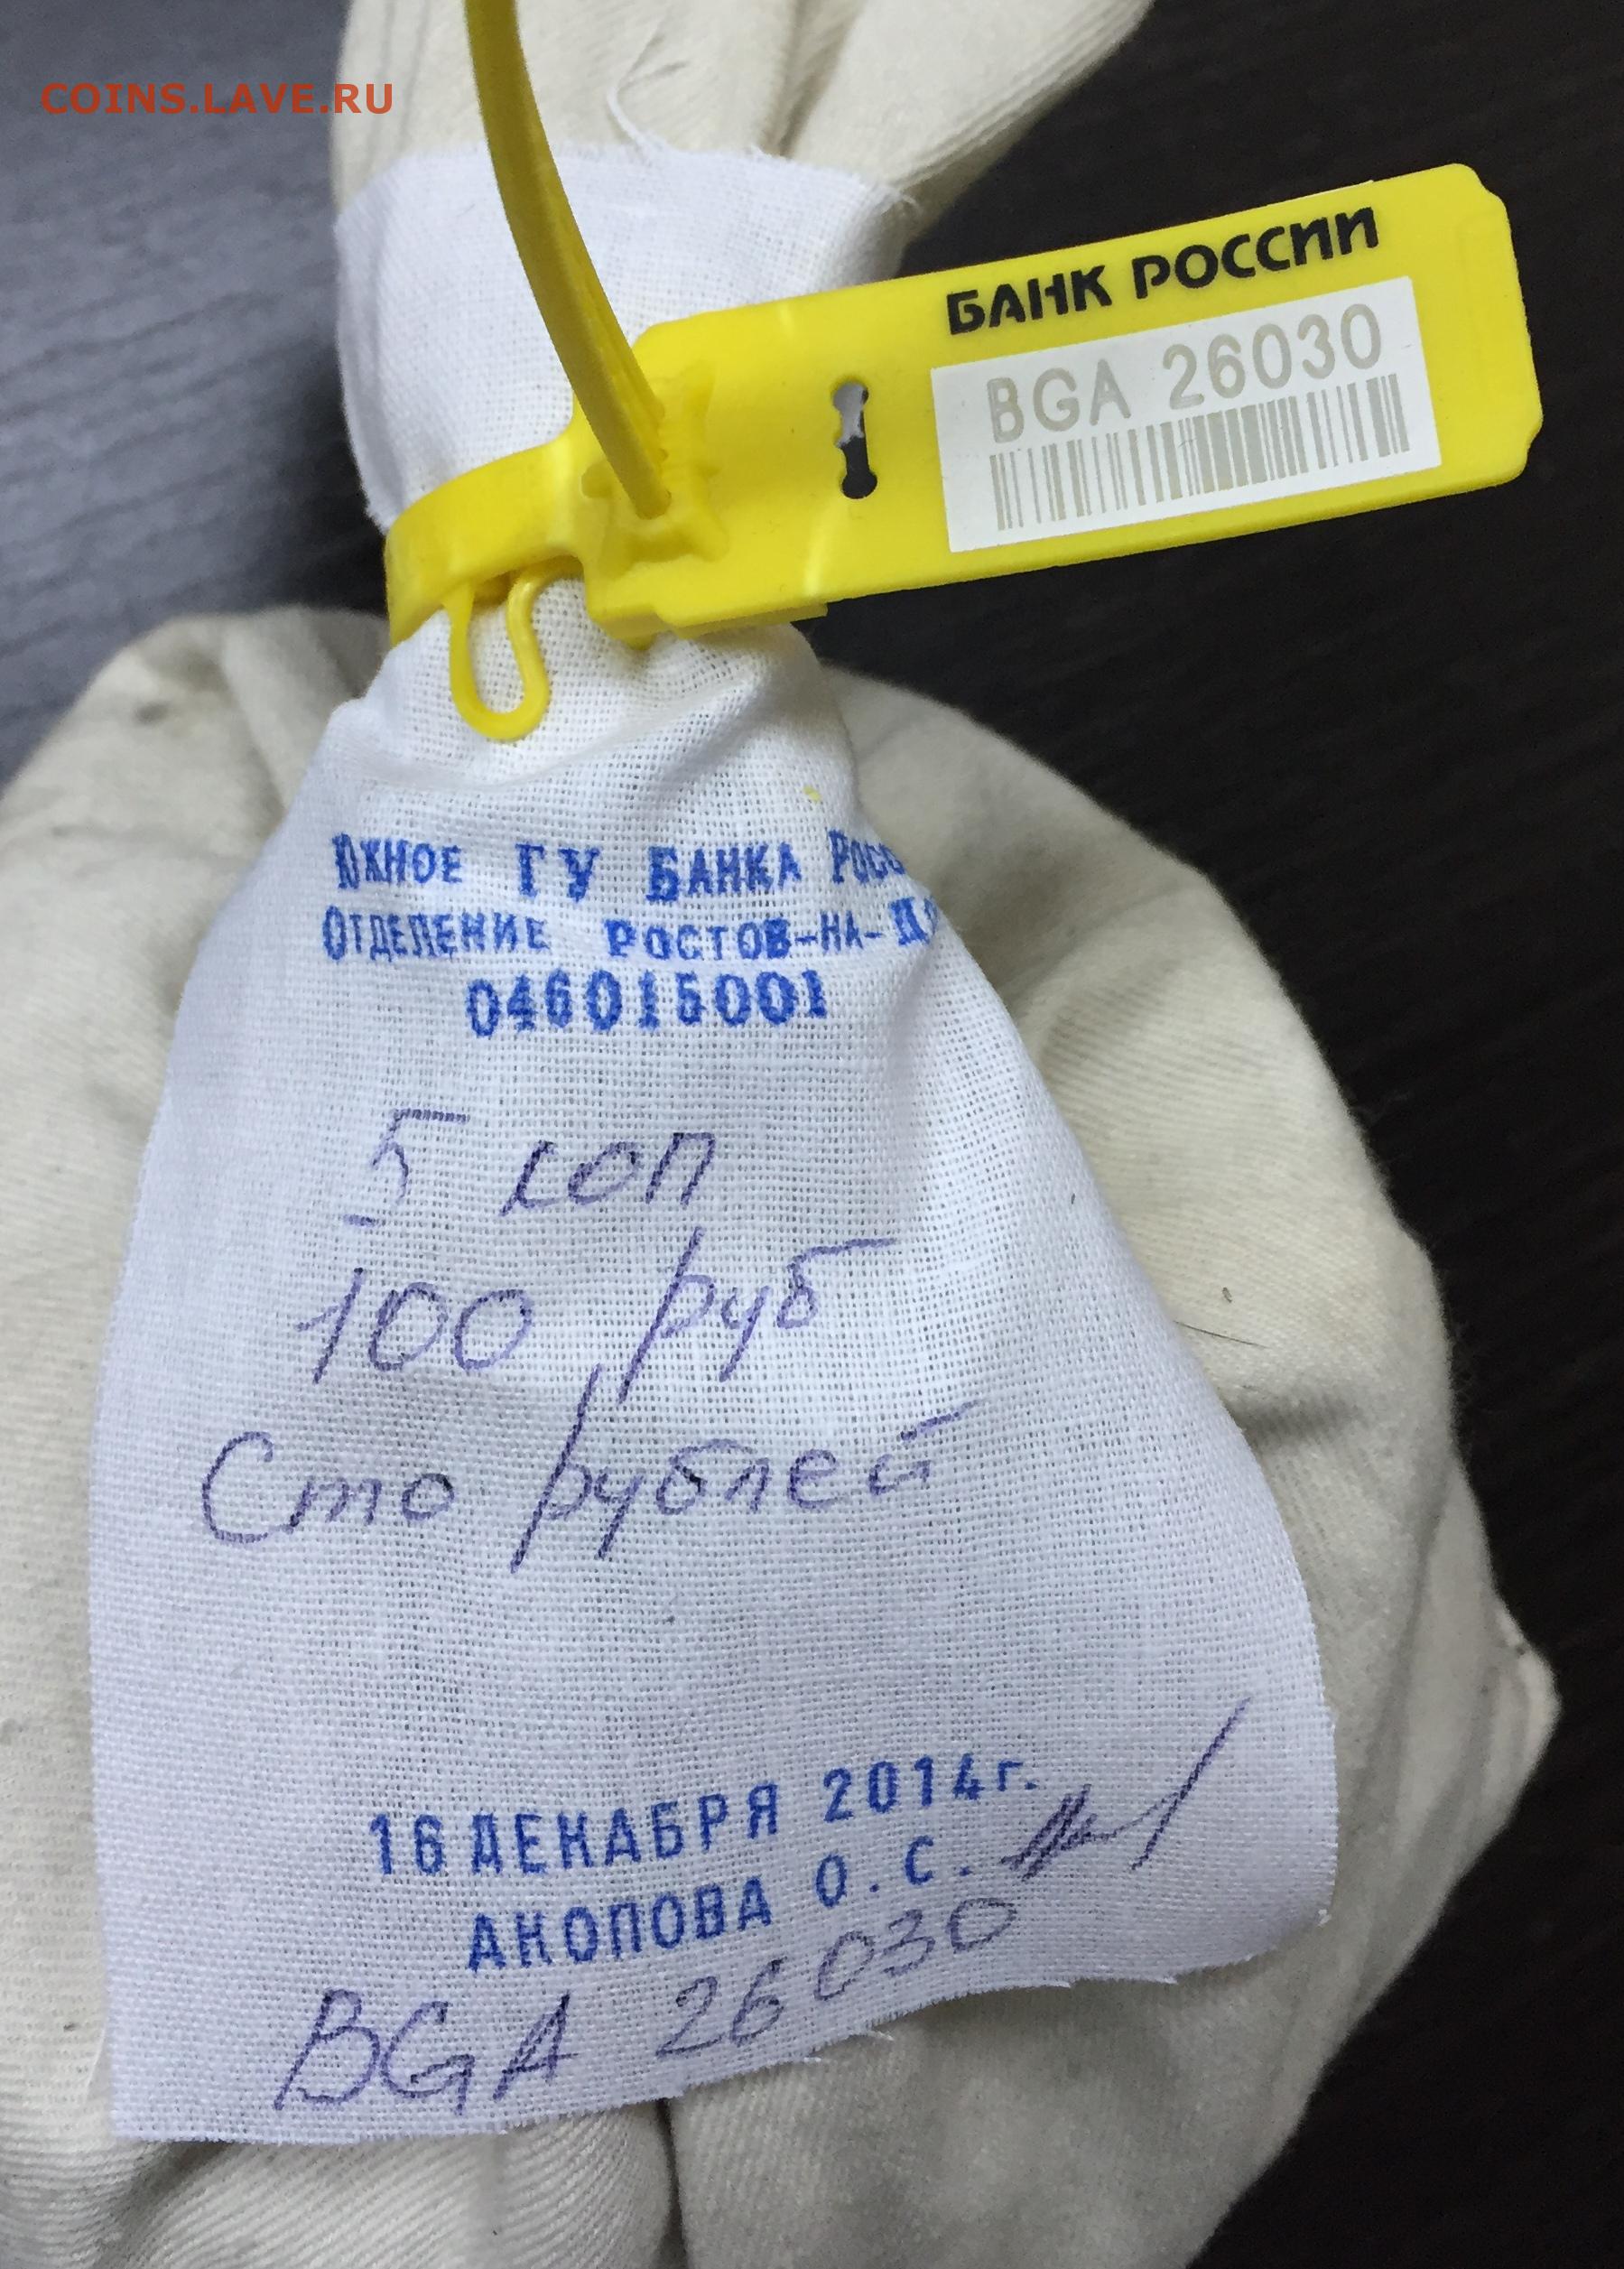 COINS.LAVE.RU
БАНК РОССИИ
BGA 26030
ЮЖНОЕ ГУ БАНКА
ОТДЕЛЕНИЕ РОСТОВ-НА-
046015001
5 коп
100 руб
Сто рублей
16 ДЕКАБРЯ 2014г.
АКОПОВА О.С.
BGA 26030